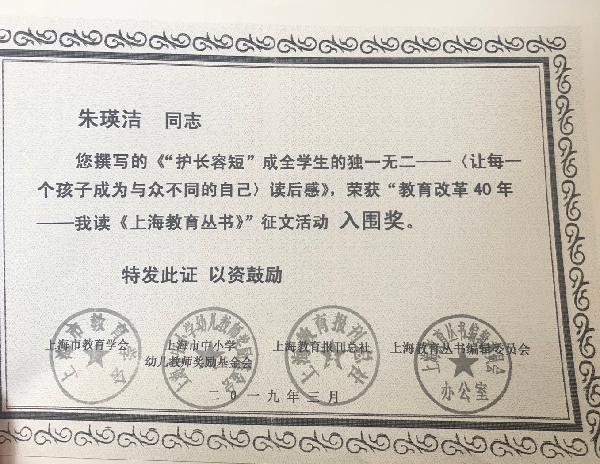 朱瑛洁 同志
您撰写的《“护长容短”成全学生的独一无二——〈让每一
个孩子成为与众不同的自己〉读后感》，荣获“教育改革40年
——我读《上海教育丛书》”征文活动 入围奖。
特发此证 以资鼓励
上海市教育学会
上海市中小学
幼儿教师奖励基金会
上海教育报刊总社
上海教育丛书编辑委员会
办公室
二〇一九年三月